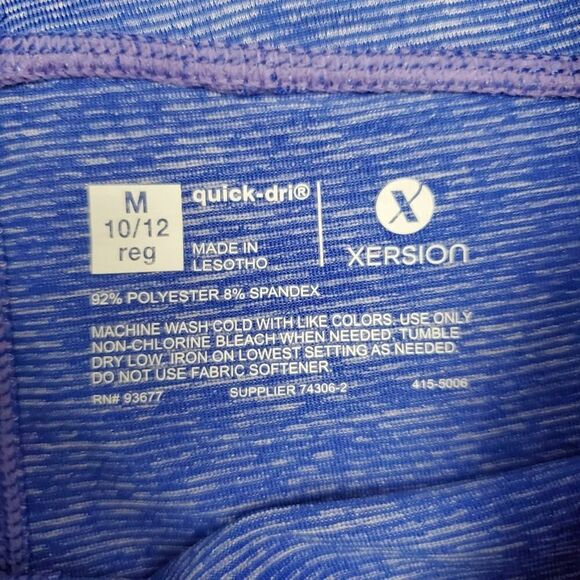 M
10/12
reg
quick-dri®
MADE IN
LESOTHO
X
XERSION
92% POLYESTER 8% SPANDEX
MACHINE WASH COLD WITH LIKE COLORS. USE ONLY
NON-CHLORINE BLEACH WHEN NEEDED. TUMBLE
DRY LOW. IRON ON LOWEST SETTING AS NEEDED.
DO NOT USE FABRIC SOFTENER.
RN# 93677 SUPPLIER 74306-2 415-5006